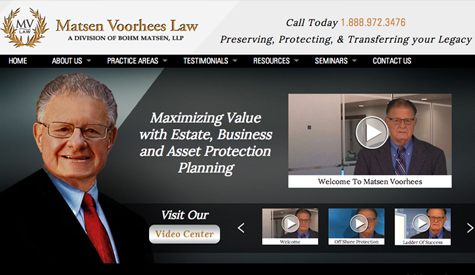 MV
LAW
Matsen Voorhees Law
A DIVISION OF BOHM MATSEN, LLP
Call Today 1.888.972.3476
Preserving, Protecting, & Transferring your Legacy
HOME ABOUT US PRACTICE AREAS TESTIMONIALS RESOURCES SEMINARS CONTACT US
Maximizing Value
with Estate, Business
and Asset Protection
Planning
Welcome To Matsen Voorhees
Visit Our
Video Center
Welcome Off Shore Protection Ladder Of Success